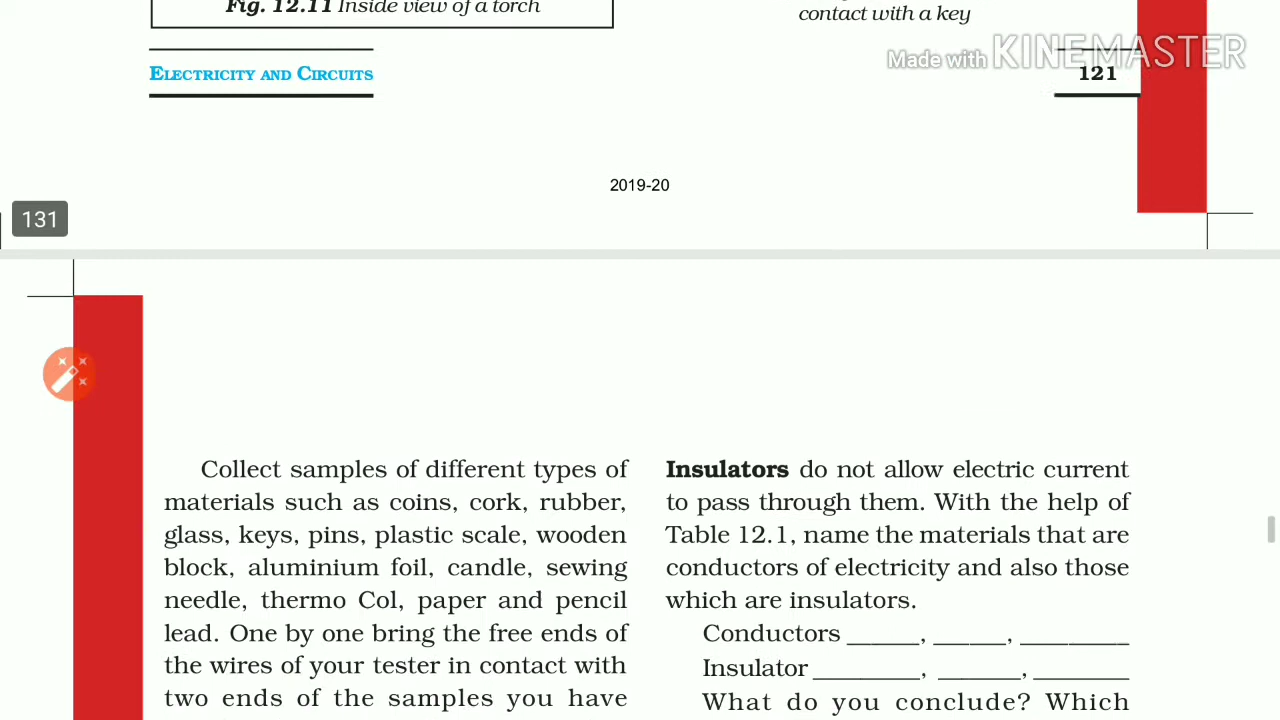 Fig. 12.11 Inside view of a torch
contact with a key
Made with KINEMASTER
ELECTRICITY AND CIRCUITS
121
2019-20
131
Collect samples of different types of
materials such as coins, cork, rubber,
glass, keys, pins, plastic scale, wooden
block, aluminium foil, candle, sewing
needle, thermo Col, paper and pencil
lead. One by one bring the free ends of
the wires of your tester in contact with
two ends of the samples you have
Insulators do not allow electric current
to pass through them. With the help of
Table 12.1, name the materials that are
conductors of electricity and also those
which are insulators.
Conductors ______, ______, _________
Insulator _________, _______, ________
What do you conclude? Which